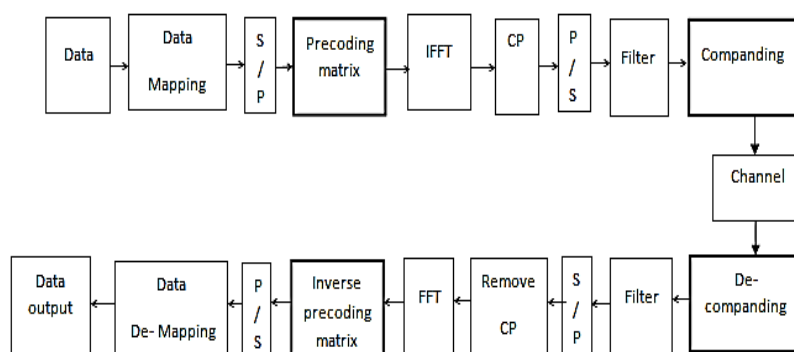 Data
Data
Mapping
S
/
P
Precoding
matrix
IFFT
CP
P
/
S
Filter
Companding
Channel
De-
companding
Filter
S
/
P
Remove
CP
FFT
Inverse
precoding
matrix
P
/
S
Data
De- Mapping
Data
output